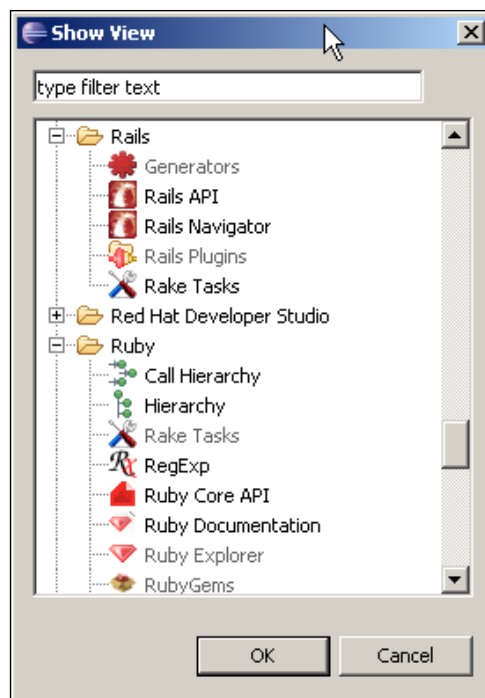 Show View
type filter text
Rails
Generators
Rails API
Rails Navigator
Rails Plugins
Rake Tasks
Red Hat Developer Studio
Ruby
Call Hierarchy
Hierarchy
Rake Tasks
RegExp
Ruby Core API
Ruby Documentation
Ruby Explorer
RubyGems
OK Cancel